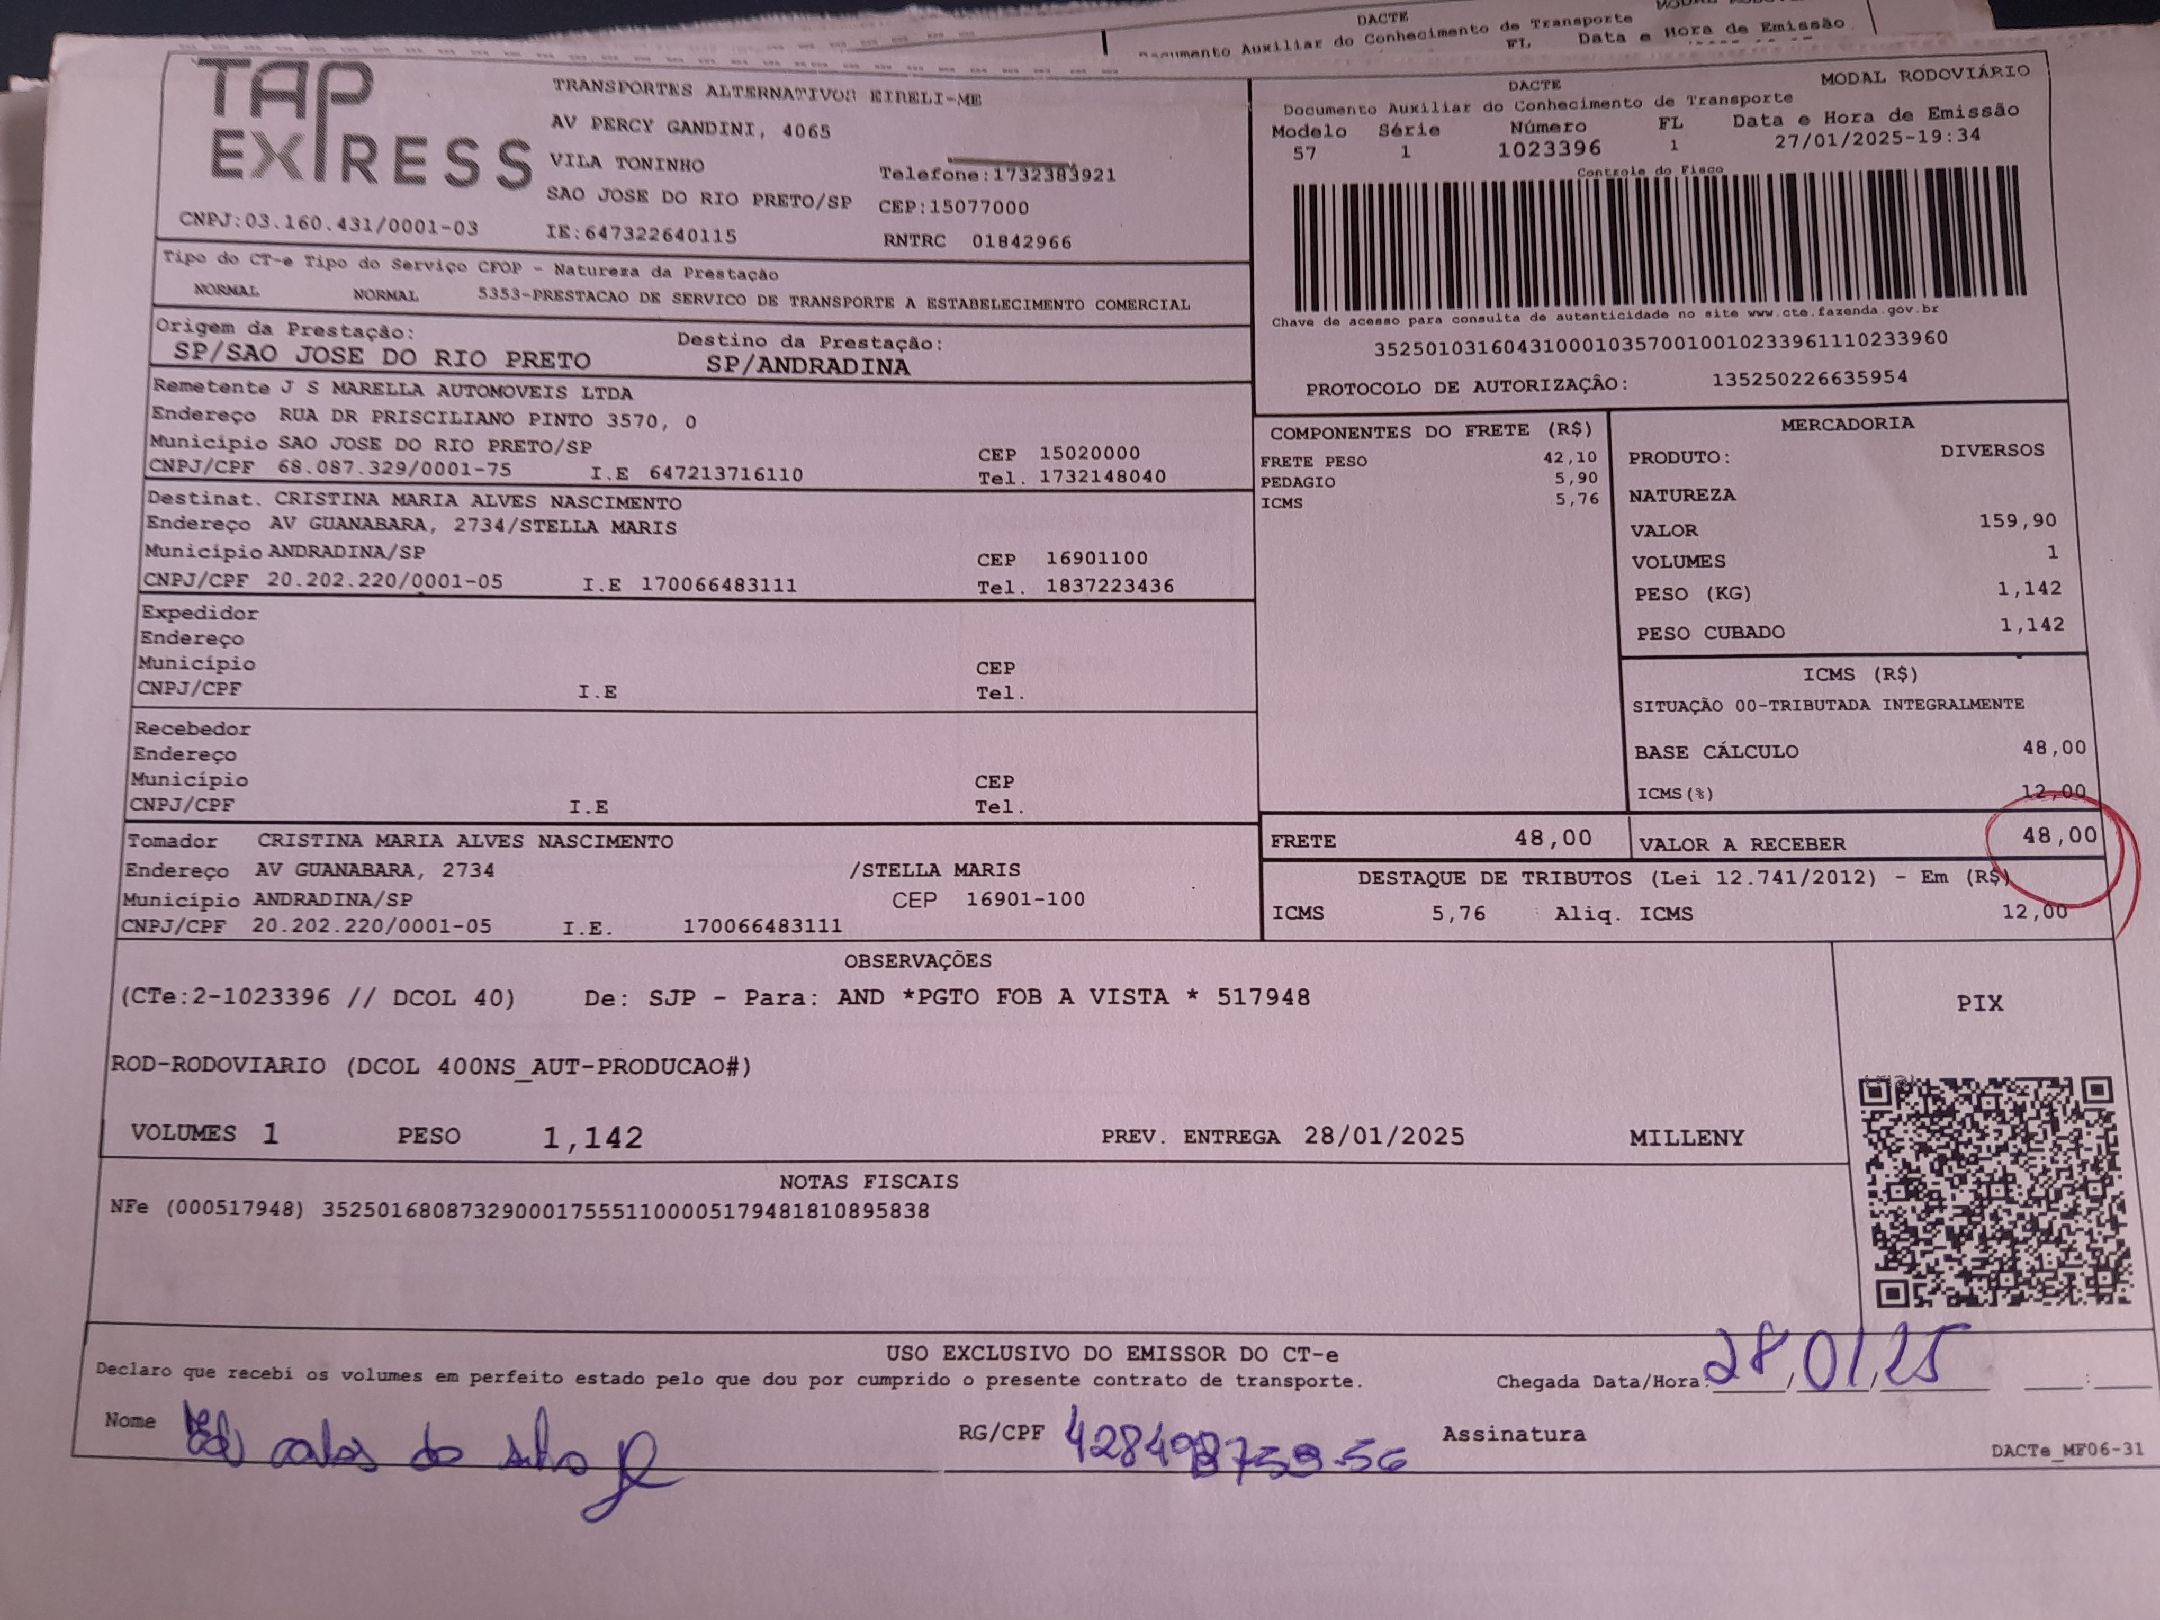 DACTE
Documento Auxiliar do Conhecimento de Transporte
FL Data e Hora de Emissão
TAP EXPRESS
TRANSPORTES ALTERNATIVOS EIRELI-ME
AV PERCY GANDINI, 4065
VILA TONINHO
Telefone:1732383921
SAO JOSE DO RIO PRETO/SP CEP:15077000
CNPJ:03.160.431/0001-03 IE:647322640115 RNTRC 01842966
DACTE MODAL RODOVIÁRIO
Documento Auxiliar do Conhecimento de Transporte
Modelo Série Número FL Data e Hora de Emissão
57 1 1023396 1 27/01/2025-19:34
Controle do Fisco
Chave de acesso para consulta de autenticidade no site www.cte.fazenda.gov.br
35250103160431000103570010010233961110233960
PROTOCOLO DE AUTORIZAÇÃO: 135250226635954
Tipo do CT-e Tipo do Serviço CFOP - Natureza da Prestação
NORMAL NORMAL 5353-PRESTACAO DE SERVICO DE TRANSPORTE A ESTABELECIMENTO COMERCIAL
Origem da Prestação: Destino da Prestação:
SP/SAO JOSE DO RIO PRETO SP/ANDRADINA
Remetente J S MARELLA AUTOMOVEIS LTDA
Endereço RUA DR PRISCILIANO PINTO 3570, 0
Município SAO JOSE DO RIO PRETO/SP CEP 15020000
CNPJ/CPF 68.087.329/0001-75 I.E 647213716110 Tel. 1732148040
Destinat. CRISTINA MARIA ALVES NASCIMENTO
Endereço AV GUANABARA, 2734/STELLA MARIS
Município ANDRADINA/SP CEP 16901100
CNPJ/CPF 20.202.220/0001-05 I.E 170066483111 Tel. 1837223436
Expedidor
Endereço
Município CEP
CNPJ/CPF I.E Tel.
Recebedor
Endereço
Município CEP
CNPJ/CPF I.E Tel.
Tomador CRISTINA MARIA ALVES NASCIMENTO
Endereço AV GUANABARA, 2734 /STELLA MARIS
Município ANDRADINA/SP CEP 16901-100
CNPJ/CPF 20.202.220/0001-05 I.E. 170066483111
COMPONENTES DO FRETE (R$)
FRETE PESO 42,10
PEDAGIO 5,90
ICMS 5,76
MERCADORIA
PRODUTO: DIVERSOS
NATUREZA
VALOR 159,90
VOLUMES 1
PESO (KG) 1,142
PESO CUBADO 1,142
ICMS (R$)
SITUAÇÃO 00-TRIBUTADA INTEGRALMENTE
BASE CÁLCULO 48,00
ICMS(%) 12,00
FRETE 48,00 VALOR A RECEBER 48,00
DESTAQUE DE TRIBUTOS (Lei 12.741/2012) - Em (R$)
ICMS 5,76 Aliq. ICMS 12,00
OBSERVAÇÕES
(CTe:2-1023396 // DCOL 40) De: SJP - Para: AND *PGTO FOB A VISTA * 517948
PIX
ROD-RODOVIARIO (DCOL 400NS_AUT-PRODUCAO#)
VOLUMES 1 PESO 1,142 PREV. ENTREGA 28/01/2025 MILLENY
NOTAS FISCAIS
NFe (000517948) 35250168087329000175551100005179481810895838
USO EXCLUSIVO DO EMISSOR DO CT-e
Declaro que recebi os volumes em perfeito estado pelo que dou por cumprido o presente contrato de transporte. Chegada Data/Hora: 28/01/25
Nome RG/CPF Assinatura
DACTe_MF06-31